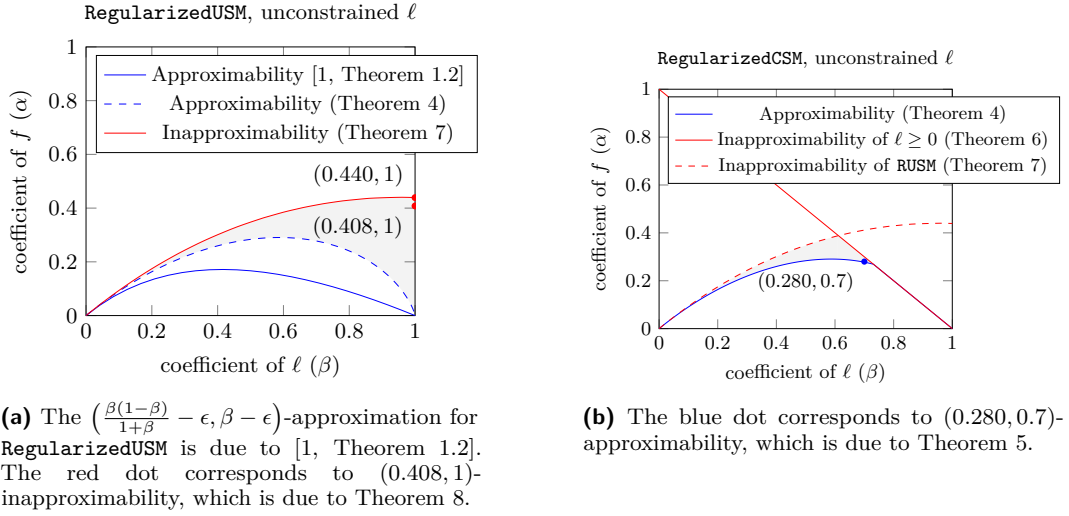 RegularizedUSM, unconstrained ℓ
1
0.8
0.6
0.4
0.2
0
0
0.2
0.4
0.6
0.8
1
coefficient of f (α)
coefficient of ℓ (β)
Approximability [1, Theorem 1.2]
Approximability (Theorem 4)
Inapproximability (Theorem 7)
(0.440, 1)
(0.408, 1)
(a) The (β(1−β)/1+β − ϵ, β − ϵ)-approximation for
RegularizedUSM is due to [1, Theorem 1.2].
The red dot corresponds to (0.408, 1)-
inapproximability, which is due to Theorem 8.
RegularizedCSM, unconstrained ℓ
1
0.8
0.6
0.4
0.2
0
0
0.2
0.4
0.6
0.8
1
coefficient of f (α)
coefficient of ℓ (β)
Approximability (Theorem 4)
Inapproximability of ℓ ≥ 0 (Theorem 6)
Inapproximability of RUSM (Theorem 7)
(0.280, 0.7)
(b) The blue dot corresponds to (0.280, 0.7)-
approximability, which is due to Theorem 5.